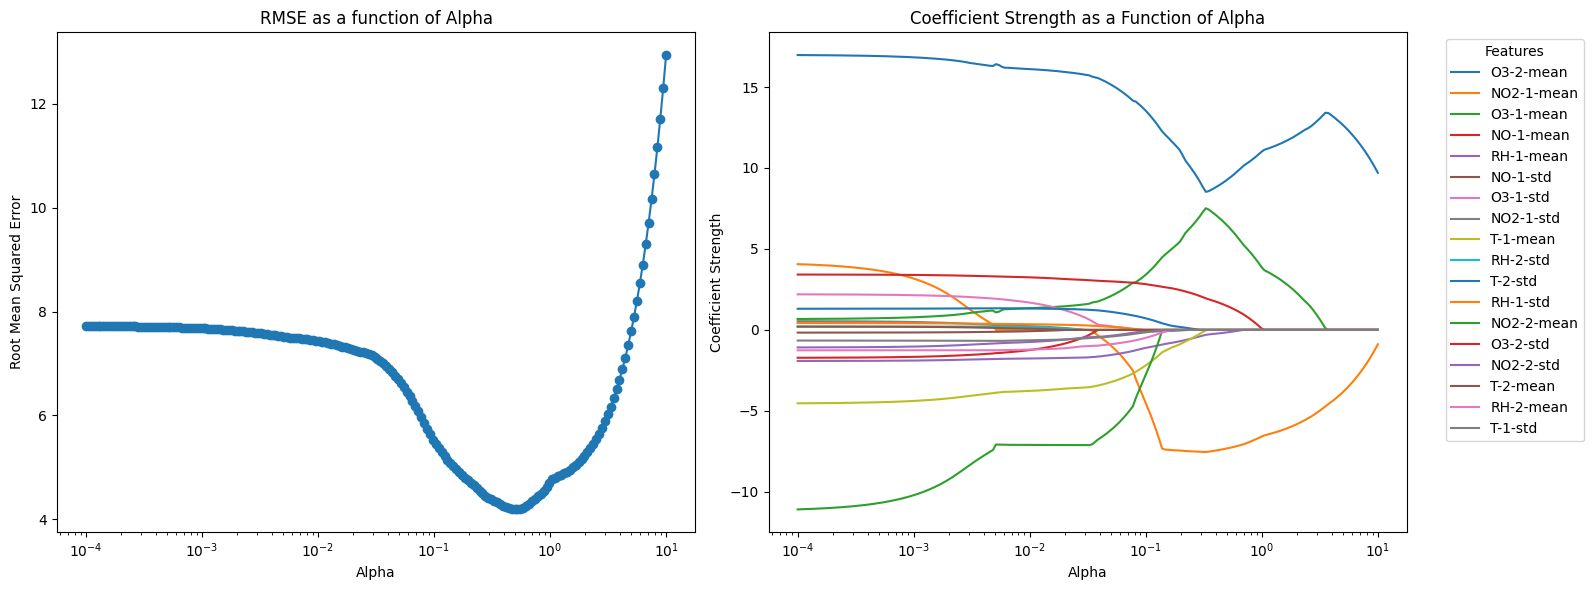 RMSE as a function of Alpha
Root Mean Squared Error
12
10
8
6
4
10⁻⁴
10⁻³
10⁻²
10⁻¹
10⁰
10¹
Alpha
Coefficient Strength as a Function of Alpha
Coefficient Strength
15
10
5
0
−5
−10
10⁻⁴
10⁻³
10⁻²
10⁻¹
10⁰
10¹
Alpha
Features
O3-2-mean
NO2-1-mean
O3-1-mean
NO-1-mean
RH-1-mean
NO-1-std
O3-1-std
NO2-1-std
T-1-mean
RH-2-std
T-2-std
RH-1-std
NO2-2-mean
O3-2-std
NO2-2-std
T-2-mean
RH-2-mean
T-1-std